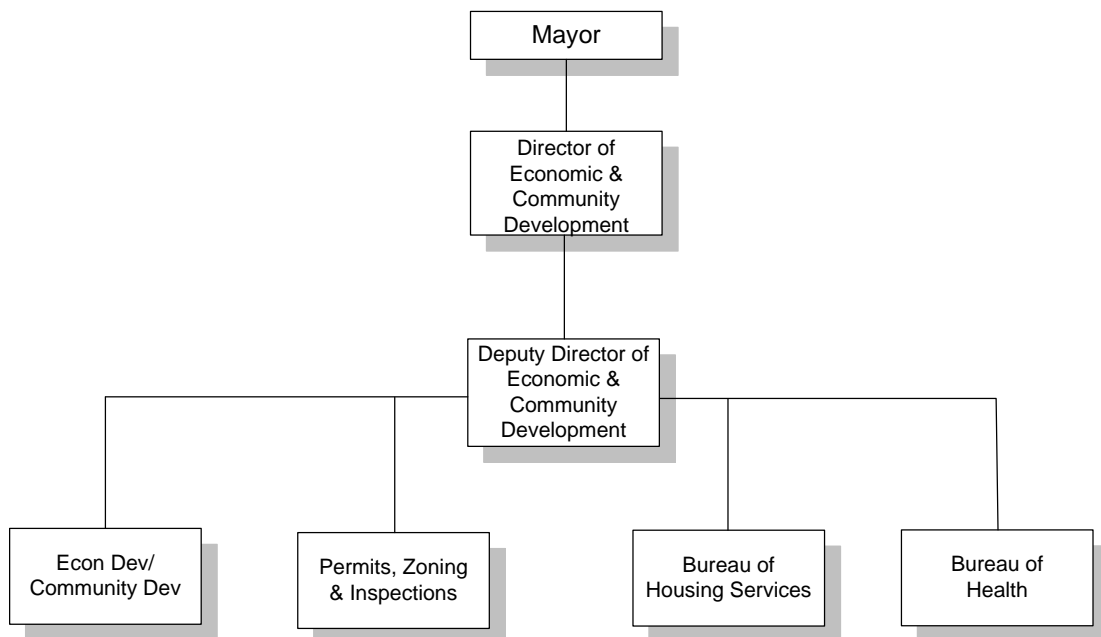 Mayor
Director of
Economic &
Community
Development
Deputy Director of
Economic &
Community
Development
Econ Dev/
Community Dev
Permits, Zoning
& Inspections
Bureau of
Housing Services
Bureau of
Health